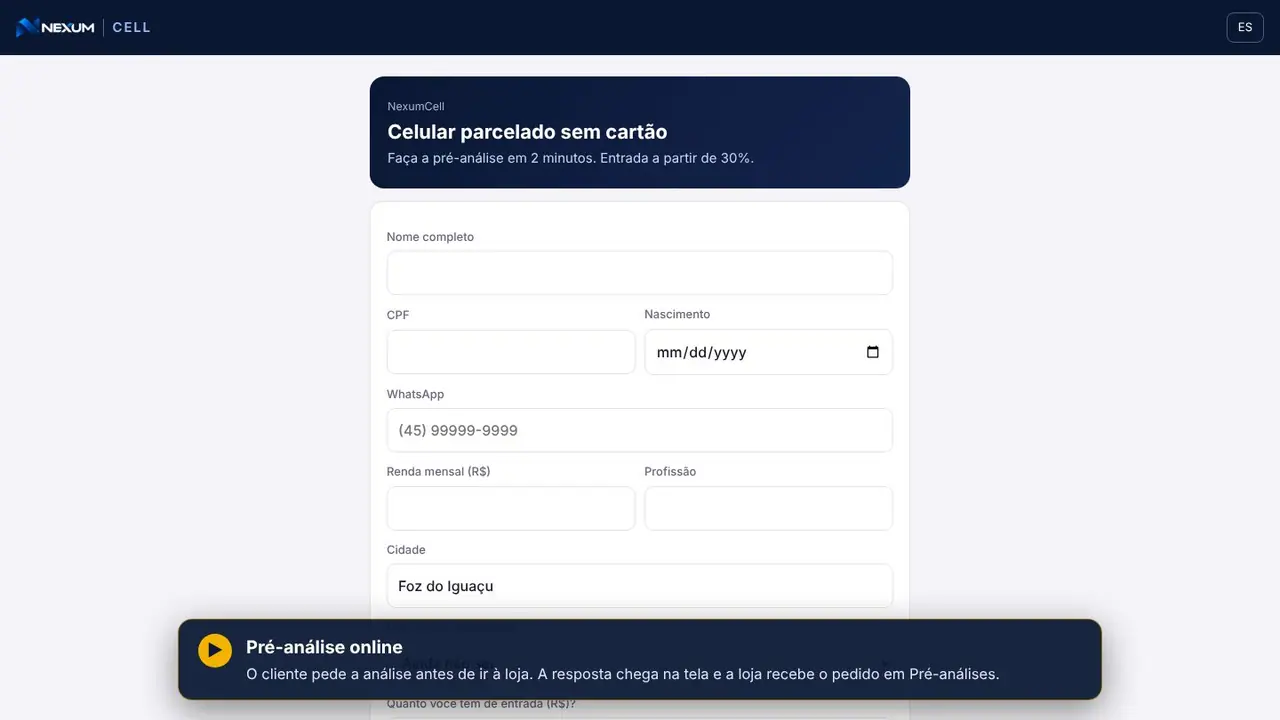 NEXUM CELL
ES
NexumCell
Celular parcelado sem cartão
Faça a pré-análise em 2 minutos. Entrada a partir de 30%.
Nome completo
CPF
Nascimento
mm/dd/yyyy
WhatsApp
(45) 99999-9999
Renda mensal (R$)
Profissão
Cidade
Foz do Iguaçu
Pré-análise online
O cliente pede a análise antes de ir à loja. A resposta chega na tela e a loja recebe o pedido em Pré-análises.
Quanto você tem de entrada (R$)?